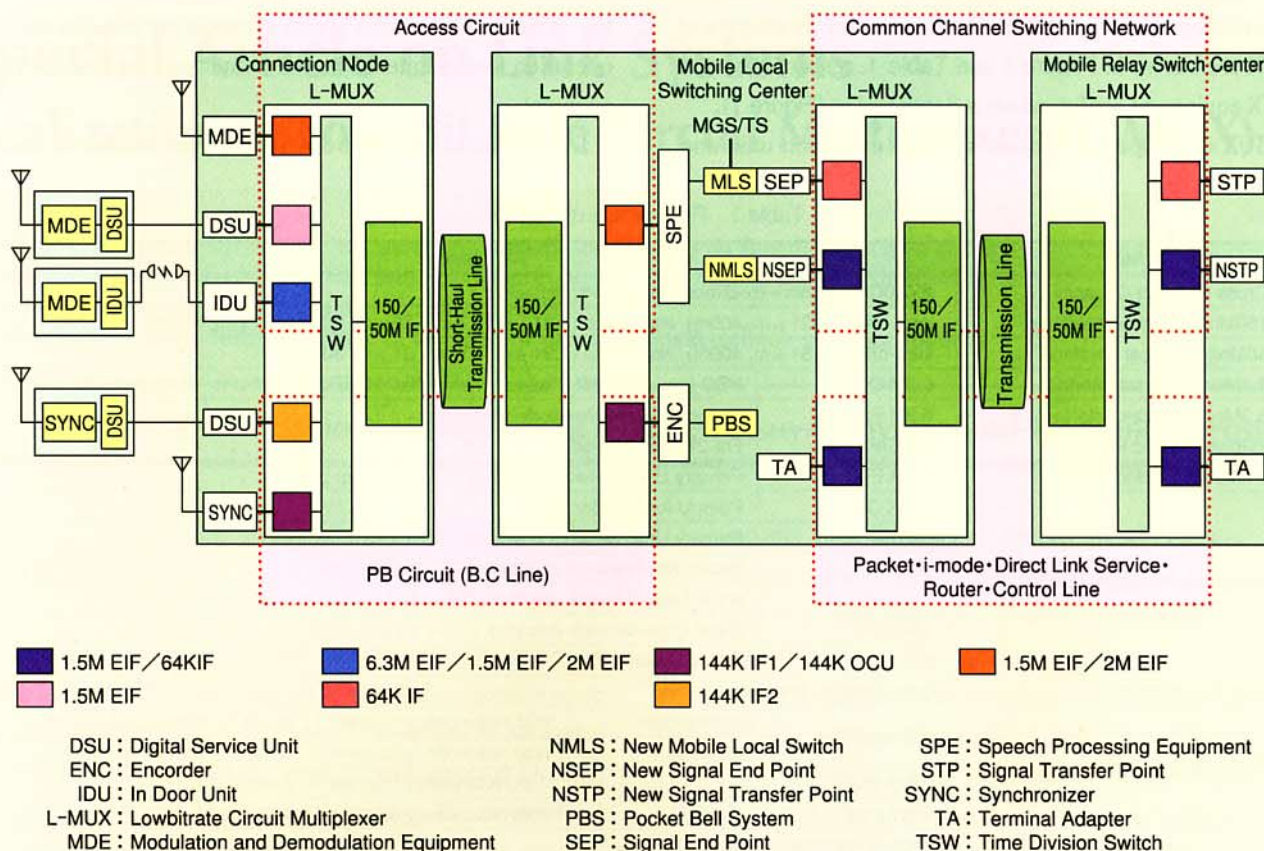 Access Circuit
Common Channel Switching Network
Connection Node
L-MUX
L-MUX
Mobile Local
Switching Center
MGS/TS
L-MUX
Mobile Relay Switch Center
L-MUX
MDE
MLS SEP
STP
MDE DSU
DSU
SPE
MDE IDU
IDU
NMLS NSEP
NSTP
TSW
150/
50M IF
Short-Haul
Transmission Line
150/
50M IF
TSW
TSW
150/
50M IF
Transmission Line
150/
50M IF
TSW
SYNC DSU
DSU
ENC
PBS
TA
TA
SYNC
PB Circuit (B.C Line)
Packet・i-mode・Direct Link Service・
Router・Control Line
1.5M EIF/64KIF
6.3M EIF/1.5M EIF/2M EIF
144K IF1/144K OCU
1.5M EIF/2M EIF
1.5M EIF
64K IF
144K IF2
DSU : Digital Service Unit
ENC : Encorder
IDU : In Door Unit
L-MUX : Lowbitrate Circuit Multiplexer
MDE : Modulation and Demodulation Equipment
NMLS : New Mobile Local Switch
NSEP : New Signal End Point
NSTP : New Signal Transfer Point
PBS : Pocket Bell System
SEP : Signal End Point
SPE : Speech Processing Equipment
STP : Signal Transfer Point
SYNC : Synchronizer
TA : Terminal Adapter
TSW : Time Division Switch